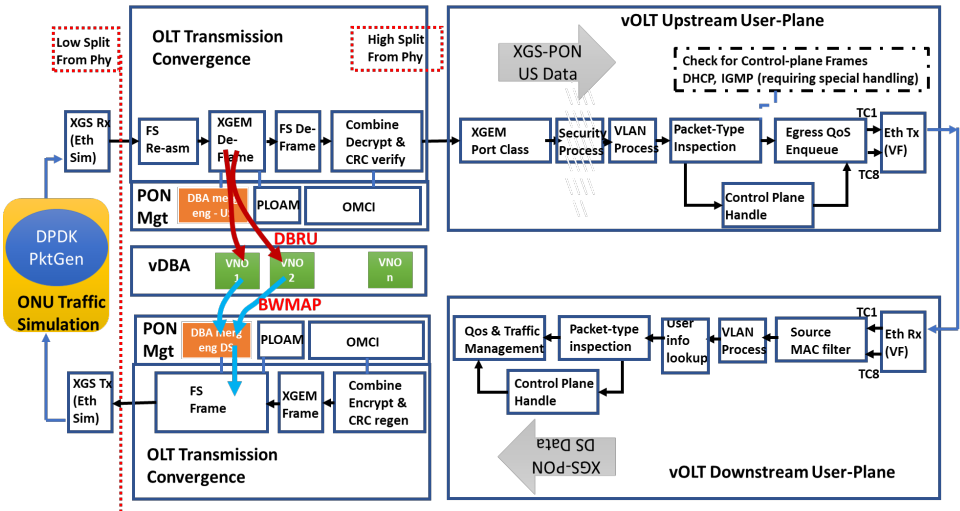 OLT Transmission
Convergence
Low Split
From Phy
High Split
From Phy
XGS Rx
(Eth
Sim)
FS
Re-asm
XGEM
De-
Frame
FS De-
Frame
Combine
Decrypt &
CRC verify
PON
Mgt
DBA merg
eng - US
PLOAM
OMCI
DBRU
vDBA
VNO
1
VNO
2
VNO
n
BWMAP
PON
Mgt
DBA merg
eng DS
PLOAM
OMCI
XGS Tx
(Eth
Sim)
FS
Frame
XGEM
Frame
Combine
Encrypt &
CRC regen
OLT Transmission
Convergence
DPDK
PktGen
ONU Traffic
Simulation
vOLT Upstream User-Plane
XGS-PON
US Data
Check for Control-plane Frames
DHCP, IGMP (requiring special handling)
XGEM
Port Class
Security
Process
VLAN
Process
Packet-Type
Inspection
Egress QoS
Enqueue
TC1
TC8
Eth Tx
(VF)
Control Plane
Handle
Qos & Traffic
Management
Packet-type
inspection
User
info
lookup
VLAN
Process
Source
MAC filter
TC1
TC8
Eth Rx
(VF)
Control Plane
Handle
XGS-PON
DS Data
vOLT Downstream User-Plane